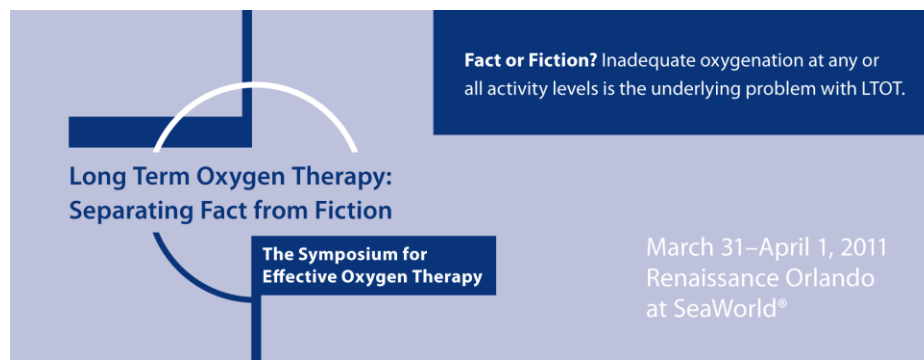 Fact or Fiction? Inadequate oxygenation at any or
all activity levels is the underlying problem with LTOT.
Long Term Oxygen Therapy:
Separating Fact from Fiction
The Symposium for
Effective Oxygen Therapy
March 31–April 1, 2011
Renaissance Orlando
at SeaWorld®